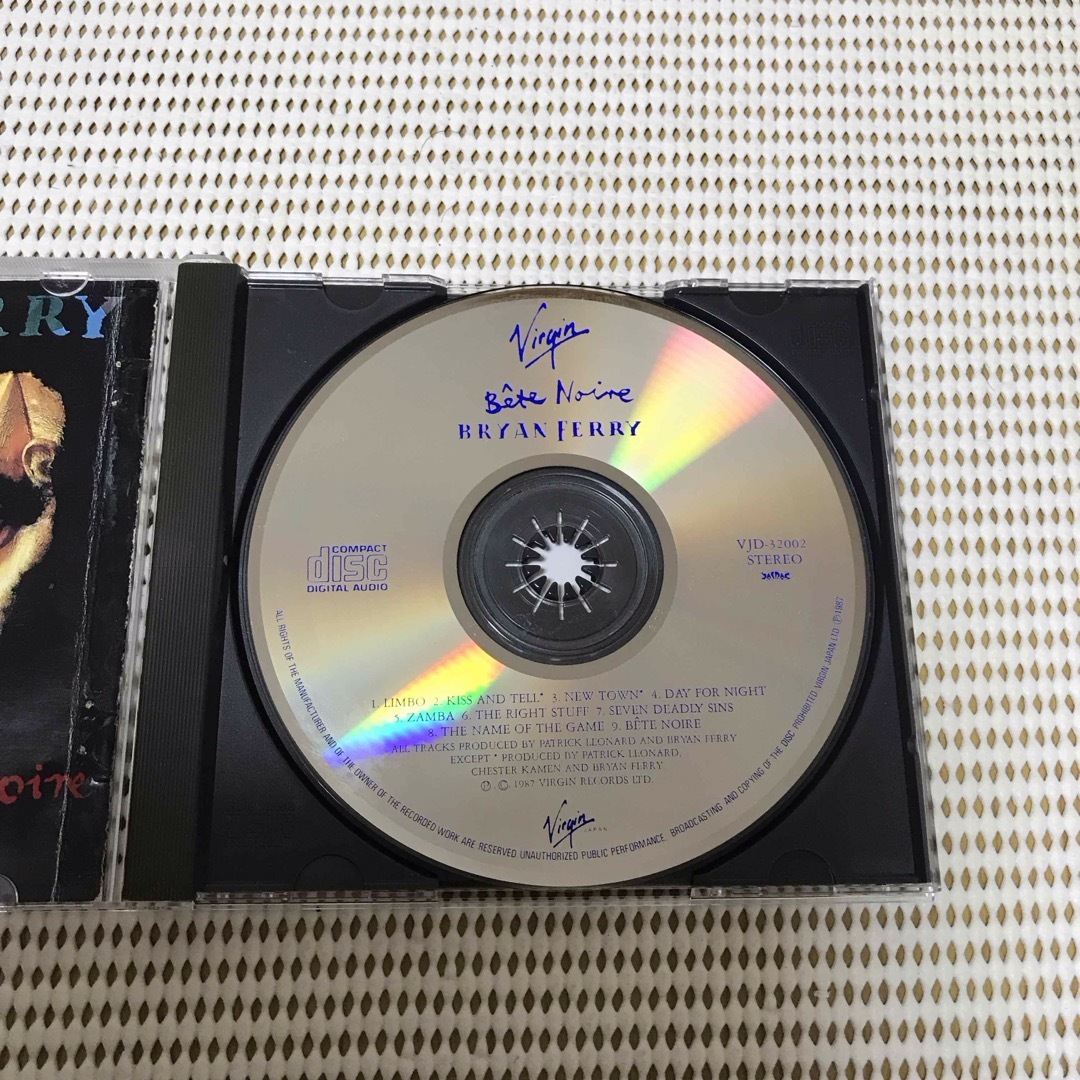 RRY
oire
Virgin
Bête Noire
BRYAN FERRY
COMPACT
disc
DIGITAL AUDIO
VJD-32002
STEREO
1. LIMBO 2. KISS AND TELL* 3. NEW TOWN* 4. DAY FOR NIGHT
5. ZAMBA 6. THE RIGHT STUFF 7. SEVEN DEADLY SINS
8. THE NAME OF THE GAME 9. BÊTE NOIRE
ALL TRACKS PRODUCED BY PATRICK LEONARD AND BRYAN FERRY
EXCEPT * PRODUCED BY PATRICK LEONARD,
CHESTER KAMEN AND BRYAN FERRY
Ⓟ © 1987 VIRGIN RECORDS LTD.
Virgin
JAPAN
ALL RIGHTS OF THE MANUFACTURER AND OF THE OWNER OF THE RECORDED WORK ARE RESERVED. UNAUTHORIZED PUBLIC PERFORMANCE. BROADCASTING AND COPYING OF THE DISC PROHIBITED VIRGIN JAPAN LTD. Ⓟ1987